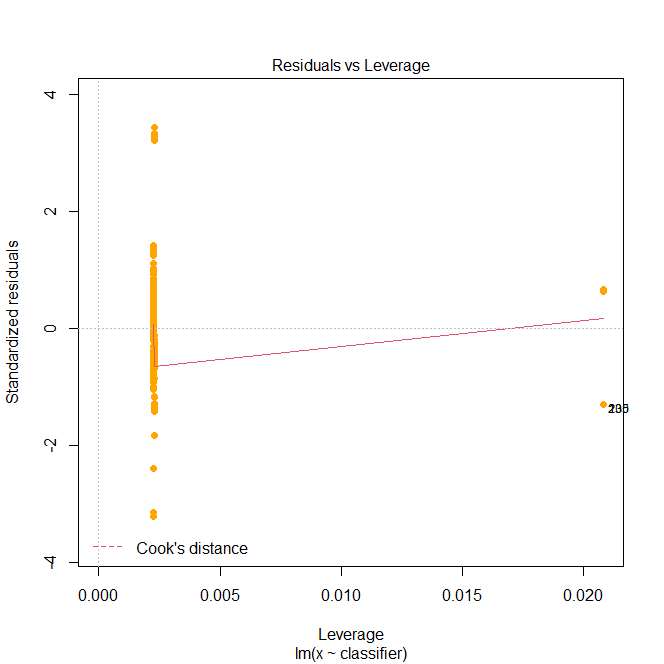 Residuals vs Leverage
4
2
0
-2
-4
Standardized residuals
Cook's distance
0.000 0.005 0.010 0.015 0.020
Leverage
lm(x ~ classifier)